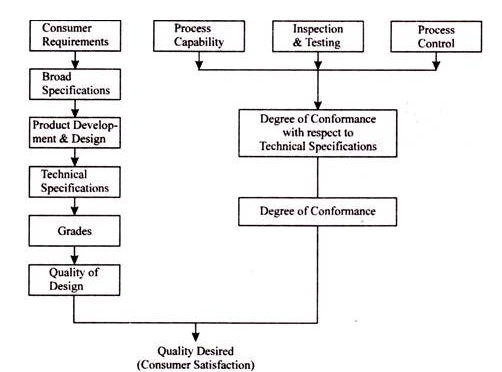 Consumer
Requirements
Process
Capability
Inspection
& Testing
Process
Control
Broad
Specifications
Product Develop-
ment & Design
Degree of Conformance
with respect to
Technical Specifications
Technical
Specifications
Degree of Conformance
Grades
Quality of
Design
Quality Desired
(Consumer Satisfaction)